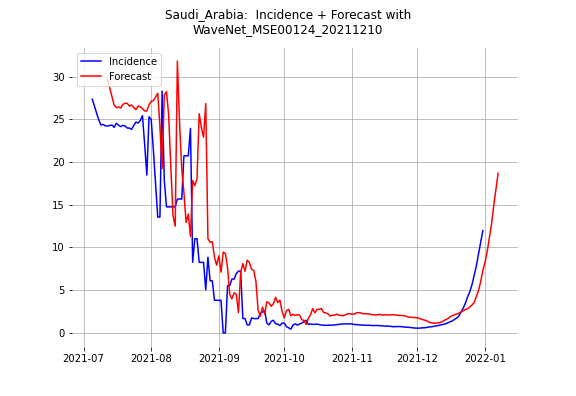 Saudi_Arabia:  Incidence + Forecast with
WaveNet_MSE00124_20211210
Incidence
Forecast
30
25
20
15
10
5
0
2021-07 2021-08 2021-09 2021-10 2021-11 2021-12 2022-01